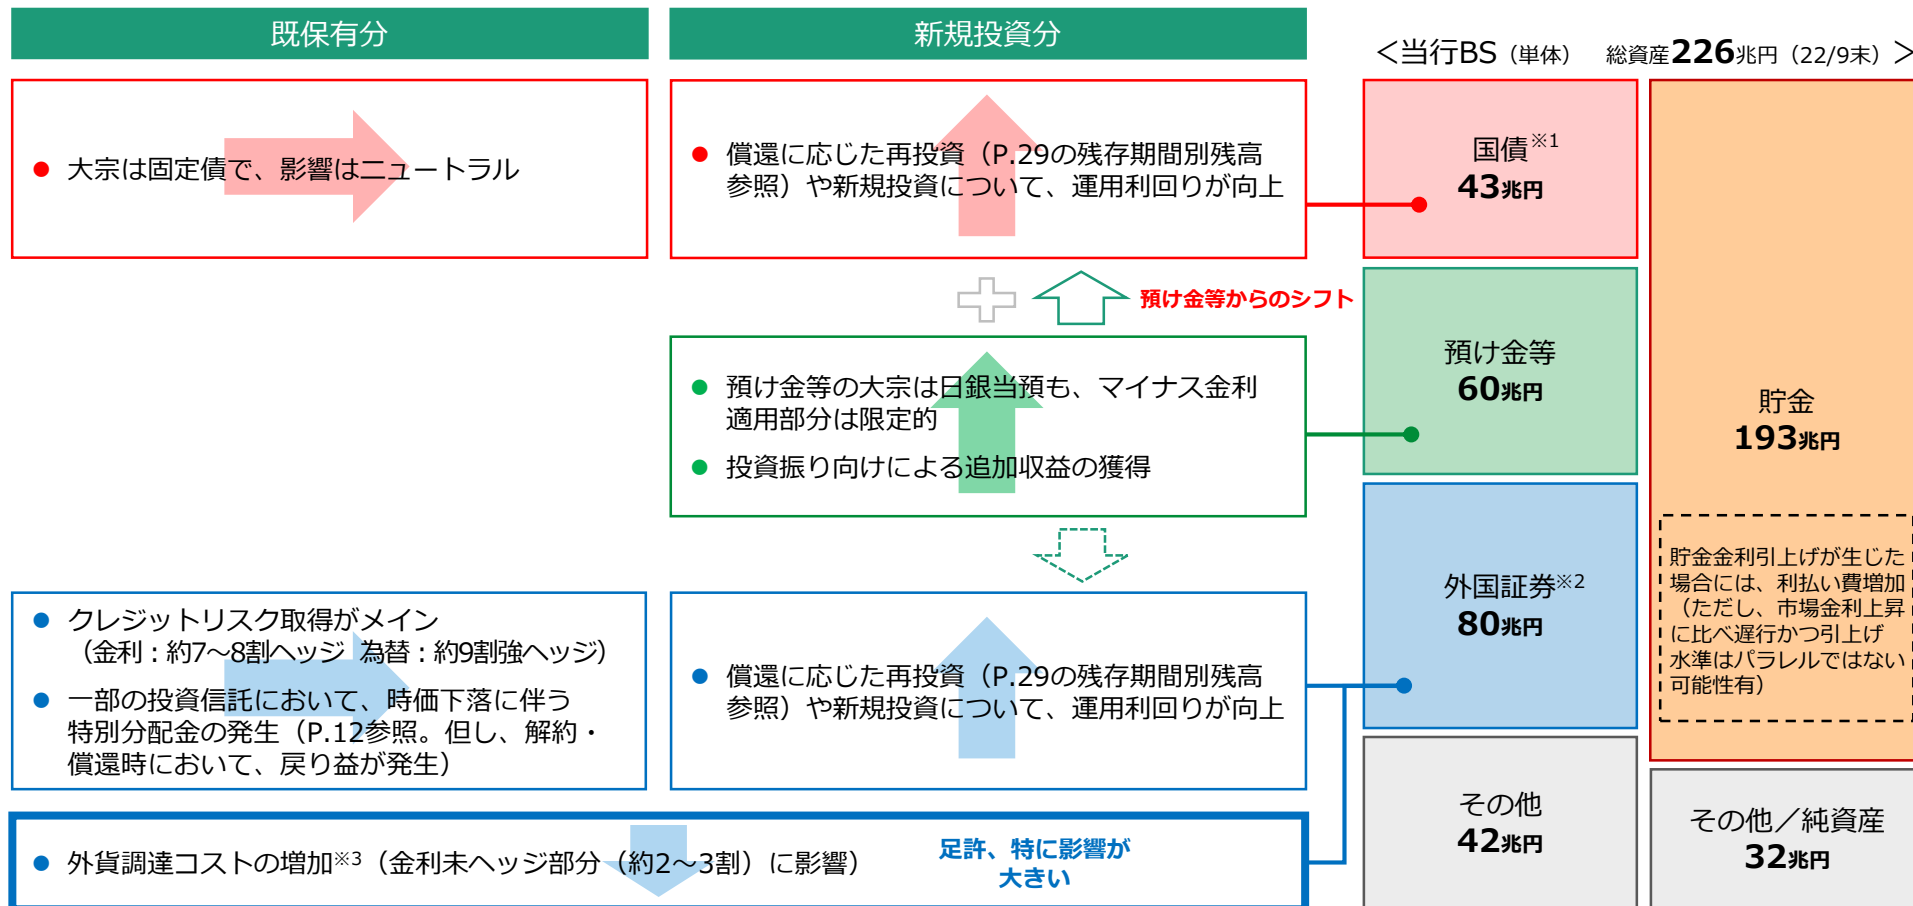 既保有分
新規投資分
＜当行BS（単体） 総資産226兆円（22/9末）＞
● 大宗は固定債で、影響はニュートラル
● 償還に応じた再投資（P.29の残存期間別残高
参照）や新規投資について、運用利回りが向上
国債※1
43兆円
預け金等からのシフト
● 預け金等の大宗は日銀当預も、マイナス金利
適用部分は限定的
● 投資振り向けによる追加収益の獲得
預け金等
60兆円
貯金
193兆円
貯金金利引上げが生じた
場合には、利払い費増加
（ただし、市場金利上昇
に比べ遅行かつ引上げ
水準はパラレルではない
可能性有）
● クレジットリスク取得がメイン
（金利：約7～8割ヘッジ 為替：約9割強ヘッジ）
● 一部の投資信託において、時価下落に伴う
特別分配金の発生（P.12参照。但し、解約・
償還時において、戻り益が発生）
● 償還に応じた再投資（P.29の残存期間別残高
参照）や新規投資について、運用利回りが向上
外国証券※2
80兆円
● 外貨調達コストの増加※3（金利未ヘッジ部分（約2～3割）に影響）
足許、特に影響が
大きい
その他
42兆円
その他／純資産
32兆円